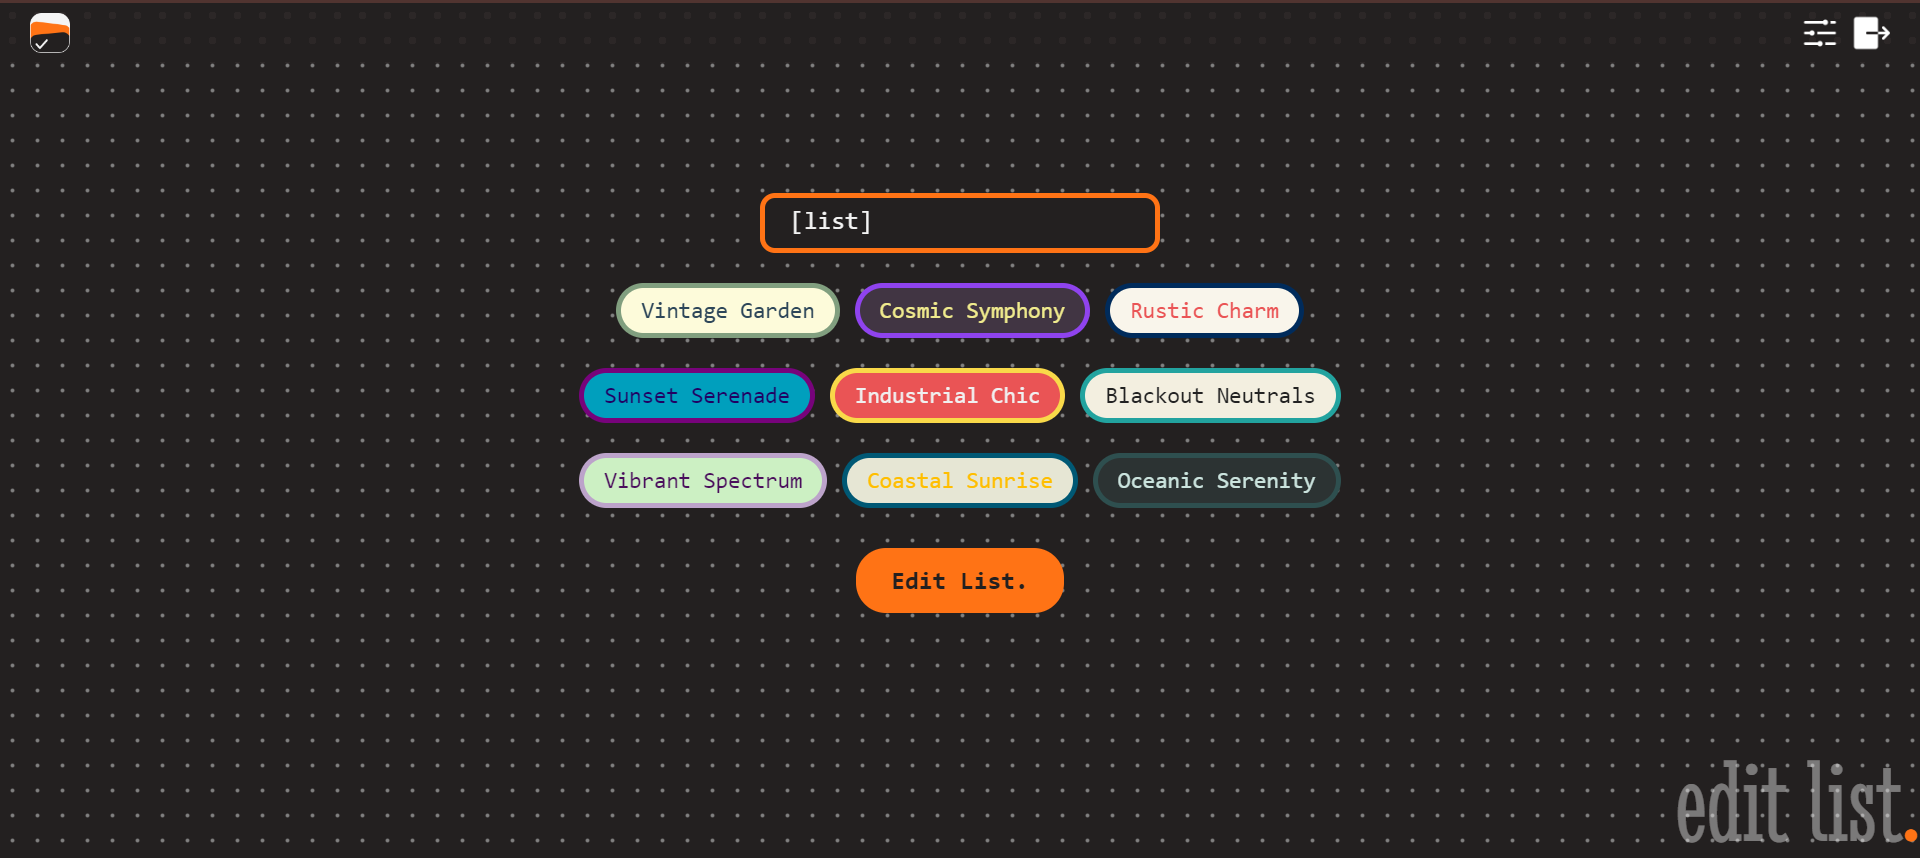 [list]
Vintage Garden Cosmic Symphony Rustic Charm
Sunset Serenade Industrial Chic Blackout Neutrals
Vibrant Spectrum Coastal Sunrise Oceanic Serenity
Edit List.
edit list.